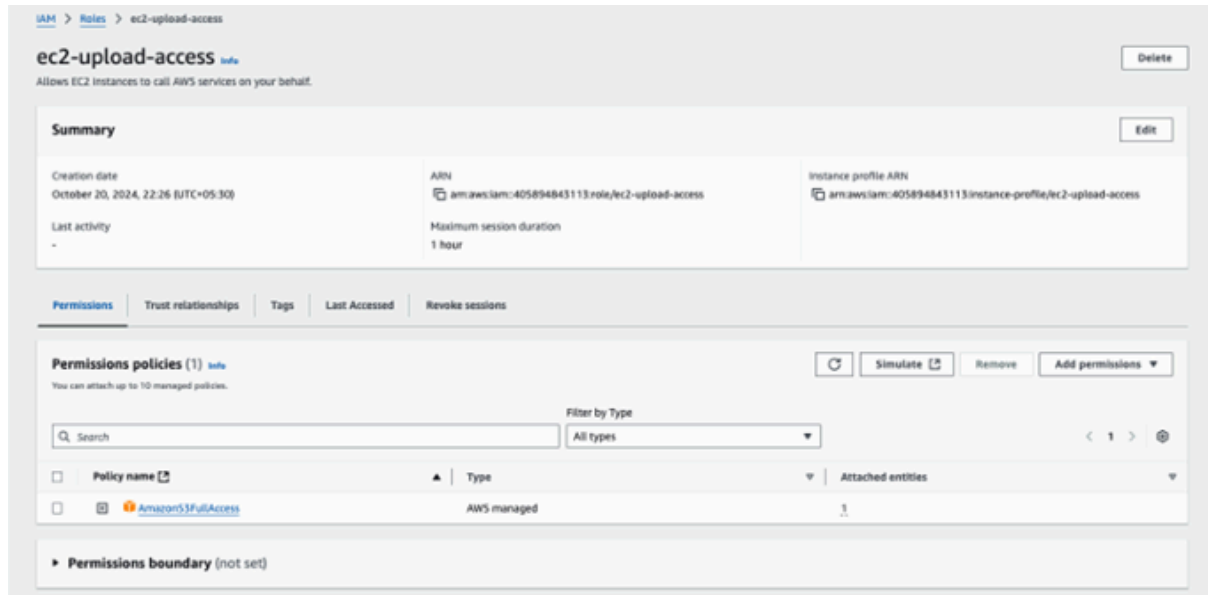 IAM > Roles > ec2-upload-access
ec2-upload-access Info
Delete
Allows EC2 instances to call AWS services on your behalf.
Summary
Edit
Creation date
October 20, 2024, 22:26 (UTC+05:30)
ARN
arn:aws:iam::405894843113:role/ec2-upload-access
Instance profile ARN
arn:aws:iam::405894843113:instance-profile/ec2-upload-access
Last activity
-
Maximum session duration
1 hour
Permissions Trust relationships Tags Last Accessed Revoke sessions
Permissions policies (1) Info
Simulate Remove Add permissions
You can attach up to 10 managed policies.
Filter by Type
Search
All types
1
Policy name Type Attached entities
AmazonS3FullAccess AWS managed 1
Permissions boundary (not set)